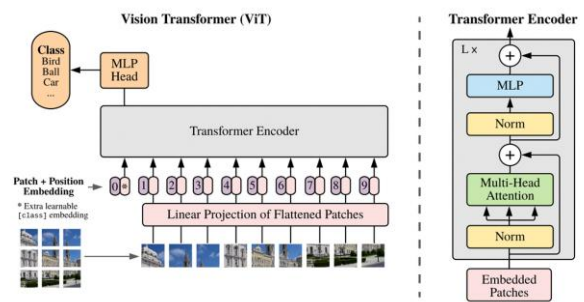 Vision Transformer (ViT)
Class
Bird
Ball
Car
...
MLP
Head
Transformer Encoder
Patch + Position
Embedding
* Extra learnable
[class] embedding
0 * 1 2 3 4 5 6 7 8 9
Linear Projection of Flattened Patches
Transformer Encoder
L x
+
MLP
Norm
+
Multi-Head
Attention
Norm
Embedded
Patches